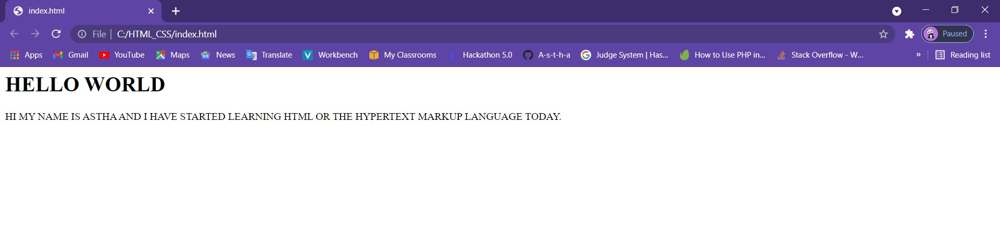 index.html
File | C:/HTML_CSS/index.html Paused
Apps Gmail YouTube Maps News Translate Workbench My Classrooms Hackathon 5.0 A-s-t-h-a Judge System | Has... How to Use PHP in... Stack Overflow - W... » Reading list
HELLO WORLD
HI MY NAME IS ASTHA AND I HAVE STARTED LEARNING HTML OR THE HYPERTEXT MARKUP LANGUAGE TODAY.